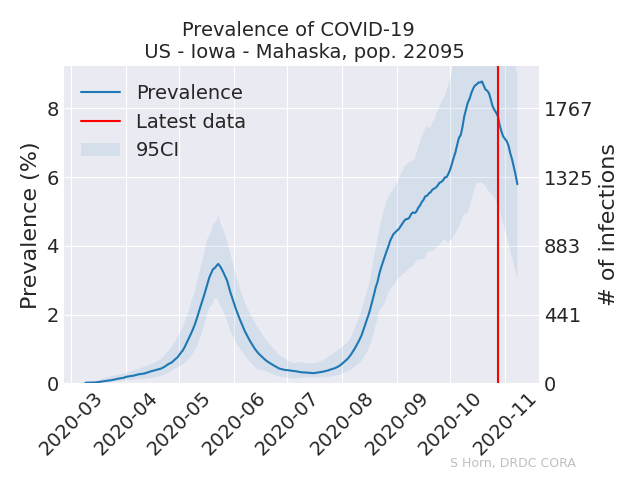 Prevalence of COVID-19
US - Iowa - Mahaska, pop. 22095
Prevalence
Latest data
95CI
Prevalence (%)
8
6
4
2
0
1767
1325
883
441
0
# of infections
2020-03
2020-04
2020-05
2020-06
2020-07
2020-08
2020-09
2020-10
2020-11
S Horn, DRDC CORA